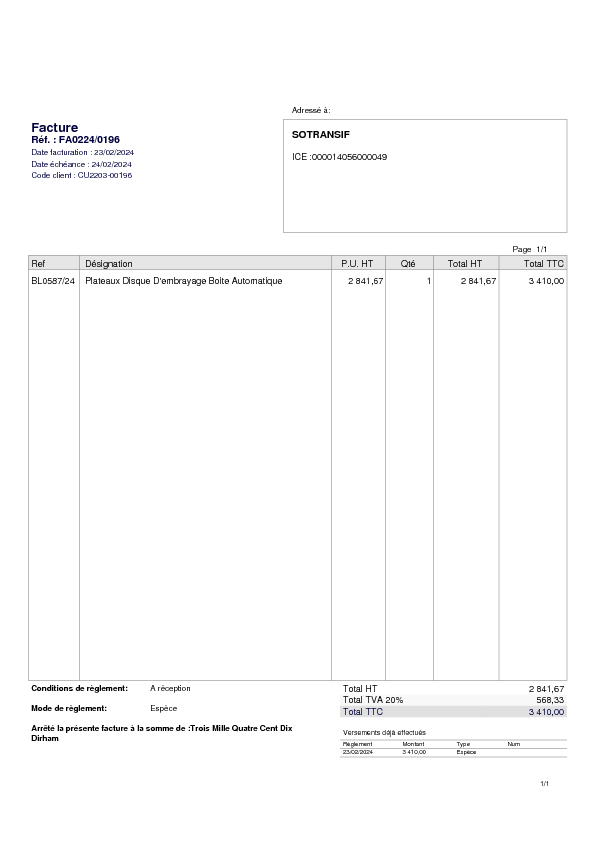 Adressé à:
Facture
Réf. : FA0224/0196
Date facturation : 23/02/2024
Date échéance : 24/02/2024
Code client : CU2203-00196
SOTRANSIF
ICE :000014056000049
Page 1/1
Ref Désignation P.U. HT Qté Total HT Total TTC
BL0587/24 Plateaux Disque D'embrayage Boite Automatique 2 841,67 1 2 841,67 3 410,00
Conditions de règlement: A réception
Mode de règlement: Espèce
Arrêté la présente facture à la somme de :Trois Mille Quatre Cent Dix
Dirham
Total HT 2 841,67
Total TVA 20% 568,33
Total TTC 3 410,00
Versements déjà effectués
Règlement Montant Type Num
23/02/2024 3 410,00 Espèce
1/1